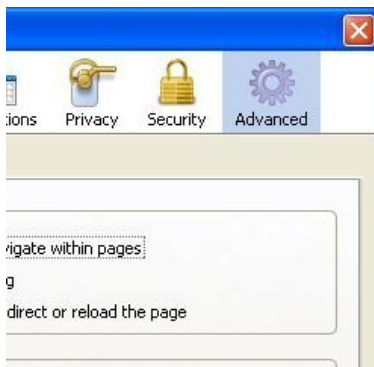 tions Privacy Security Advanced
vigate within pages
g
direct or reload the page